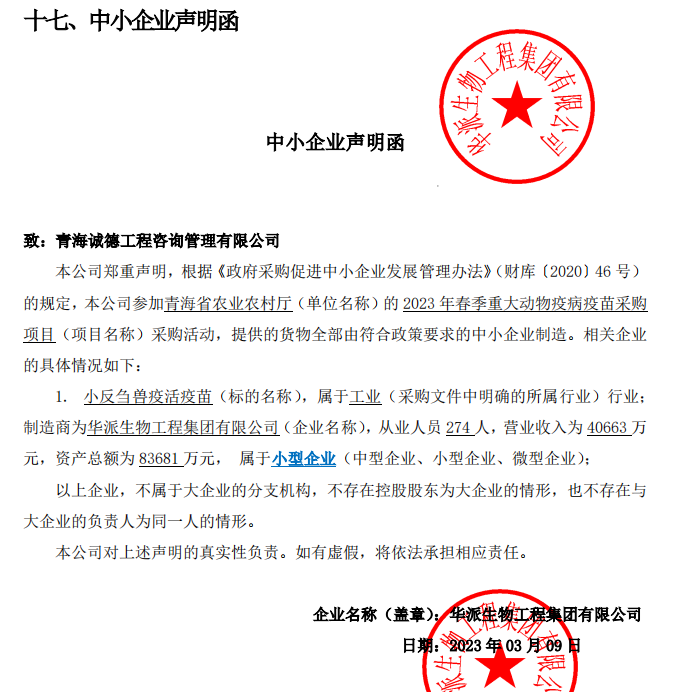 十七、中小企业声明函
华派生物工程集团有限公司
中小企业声明函
致：青海诚德工程咨询管理有限公司
本公司郑重声明，根据《政府采购促进中小企业发展管理办法》（财库〔2020〕46 号）
的规定，本公司参加青海省农业农村厅（单位名称）的 2023 年春季重大动物疫病疫苗采购
项目（项目名称）采购活动，提供的货物全部由符合政策要求的中小企业制造。相关企业
的具体情况如下：
1. 小反刍兽疫活疫苗（标的名称），属于工业（采购文件中明确的所属行业）行业；
制造商为华派生物工程集团有限公司（企业名称），从业人员 274 人，营业收入为 40663 万
元，资产总额为 83681 万元， 属于小型企业（中型企业、小型企业、微型企业）；
以上企业，不属于大企业的分支机构，不存在控股股东为大企业的情形，也不存在与
大企业的负责人为同一人的情形。
本公司对上述声明的真实性负责。如有虚假，将依法承担相应责任。
企业名称（盖章）：华派生物工程集团有限公司
日期：2023 年 03 月 09 日
派生物工程集团有限